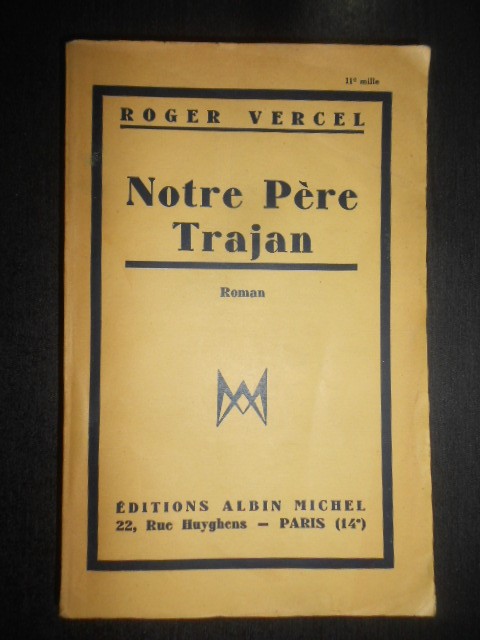 11e mille
ROGER VERCEL
Notre Père
Trajan
Roman
ÉDITIONS ALBIN MICHEL
22, Rue Huyghens — PARIS (14e)